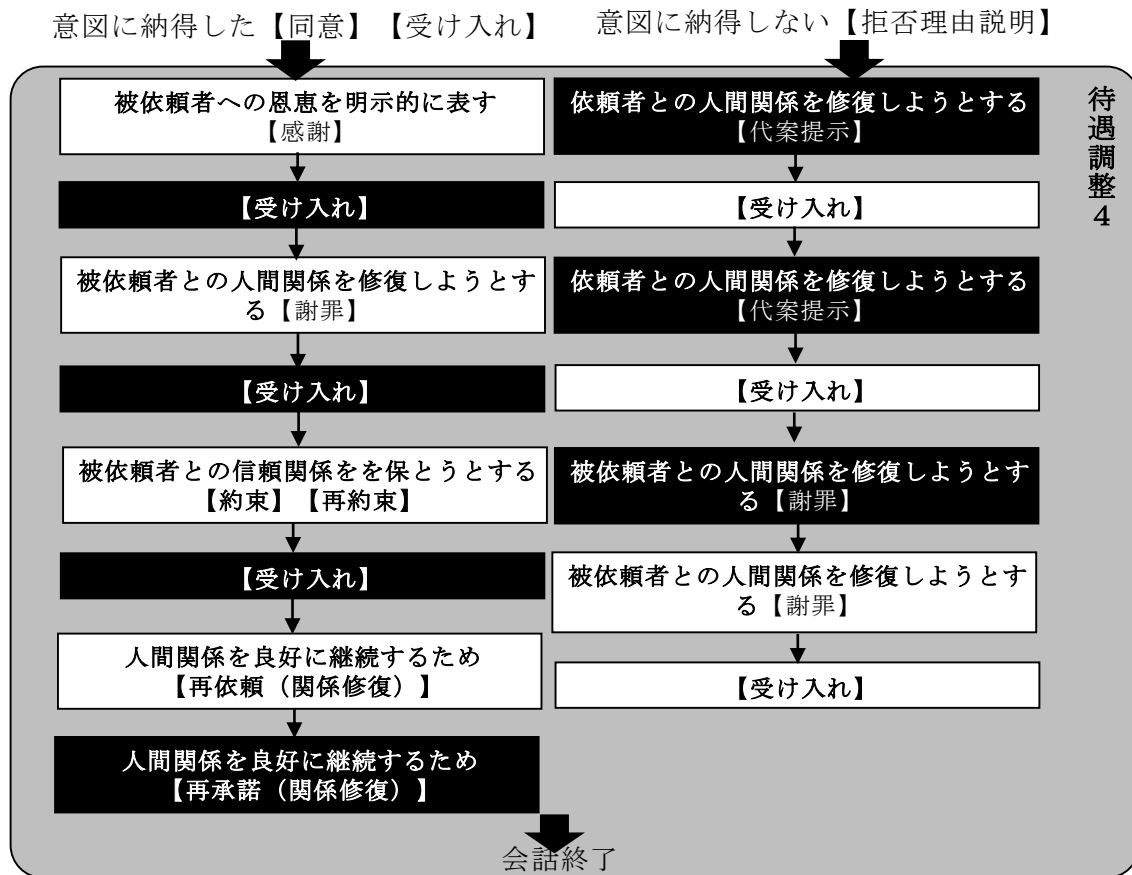 意図に納得した【同意】【受け入れ】
意図に納得しない【拒否理由説明】
被依頼者への恩恵を明示的に表す
【感謝】
【受け入れ】
被依頼者との人間関係を修復しようとす
る【謝罪】
【受け入れ】
被依頼者との信頼関係をを保とうとする
【約束】【再約束】
【受け入れ】
人間関係を良好に継続するため
【再依頼（関係修復）】
人間関係を良好に継続するため
【再承諾（関係修復）】
依頼者との人間関係を修復しようとする
【代案提示】
【受け入れ】
依頼者との人間関係を修復しようとする
【代案提示】
【受け入れ】
被依頼者との人間関係を修復しようとす
る【謝罪】
被依頼者との人間関係を修復しようとす
る【謝罪】
【受け入れ】
待遇調整４
会話終了